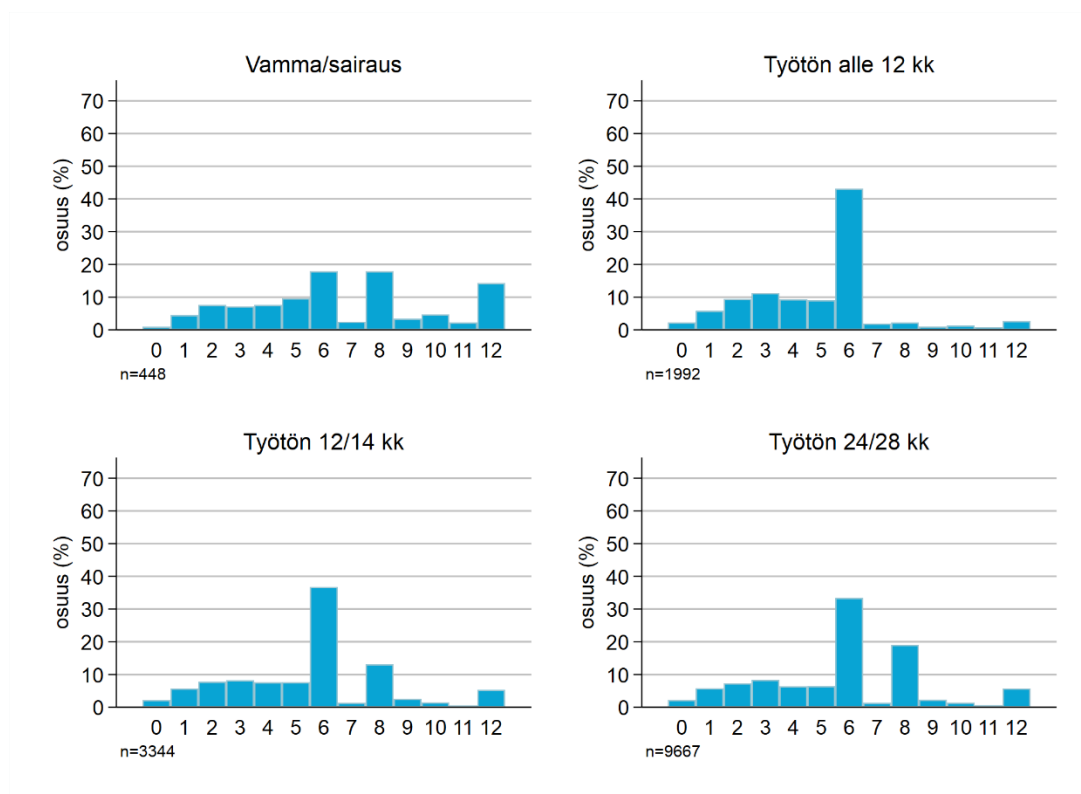 Vamma/sairaus
osuus (%)
70
60
50
40
30
20
10
0
0 1 2 3 4 5 6 7 8 9 10 11 12
n=448
Työtön alle 12 kk
osuus (%)
70
60
50
40
30
20
10
0
0 1 2 3 4 5 6 7 8 9 10 11 12
n=1992
Työtön 12/14 kk
osuus (%)
70
60
50
40
30
20
10
0
0 1 2 3 4 5 6 7 8 9 10 11 12
n=3344
Työtön 24/28 kk
osuus (%)
70
60
50
40
30
20
10
0
0 1 2 3 4 5 6 7 8 9 10 11 12
n=9667